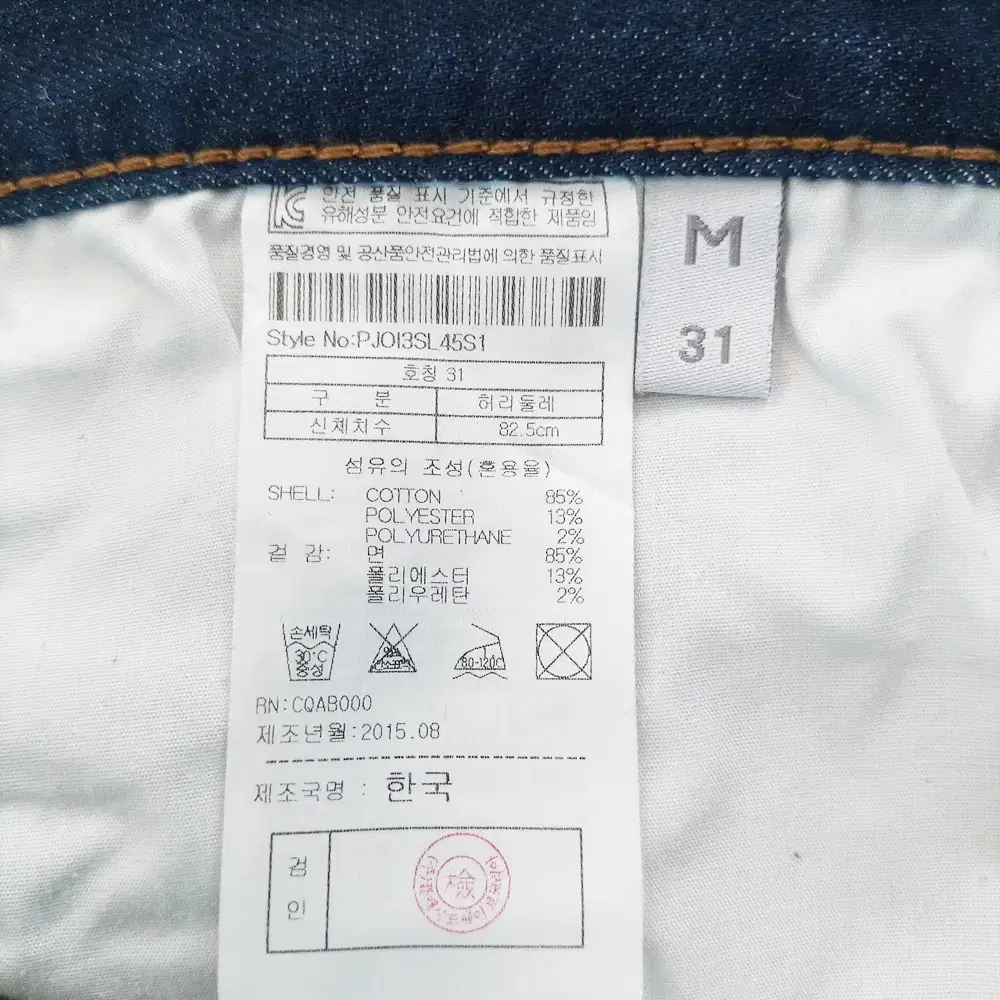 안전 품질 표시 기준에서 규정한
유해성분 안전요건에 적합한 제품임
품질경영 및 공산품안전관리법에 의한 품질표시
Style No:PJOI3SL45S1
호칭 31
구 분 허리둘레
신체치수 82.5cm
섬유의 조성(혼용율)
SHELL: COTTON 85%
POLYESTER 13%
POLYURETHANE 2%
겉 감: 면 85%
폴리에스터 13%
폴리우레탄 2%
손세탁
30°C
중성
80-120C
RN:CQAB000
제조년월:2015.08
제조국명 : 한국
검
인
檢
M
31